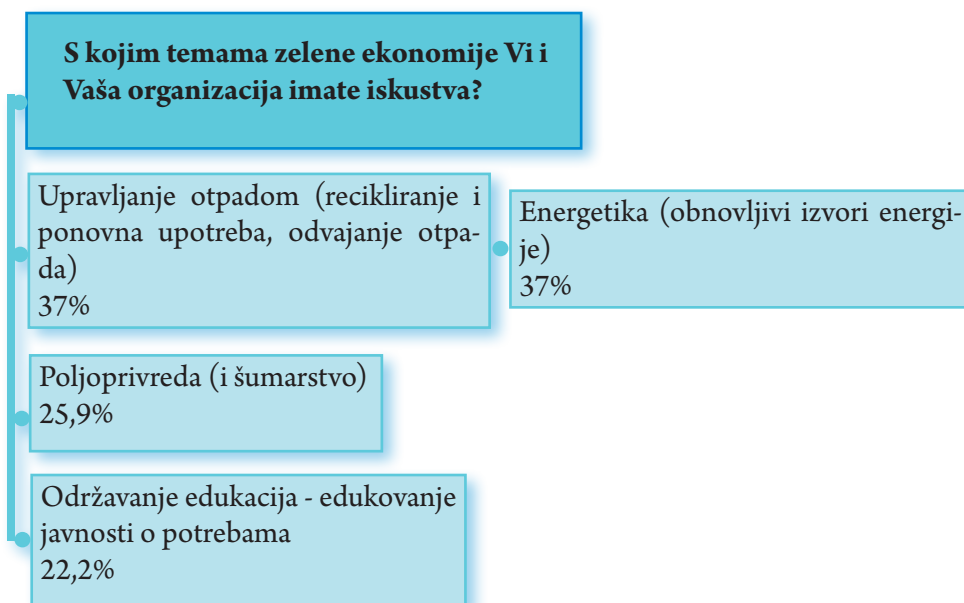 S kojim temama zelene ekonomije Vi i
Vaša organizacija imate iskustva?
Upravljanje otpadom (recikliranje i
ponovna upotreba, odvajanje otpa-
da)
37%
Energetika (obnovljivi izvori energi-
je)
37%
Poljoprivreda (i šumarstvo)
25,9%
Održavanje edukacija - edukovanje
javnosti o potrebama
22,2%